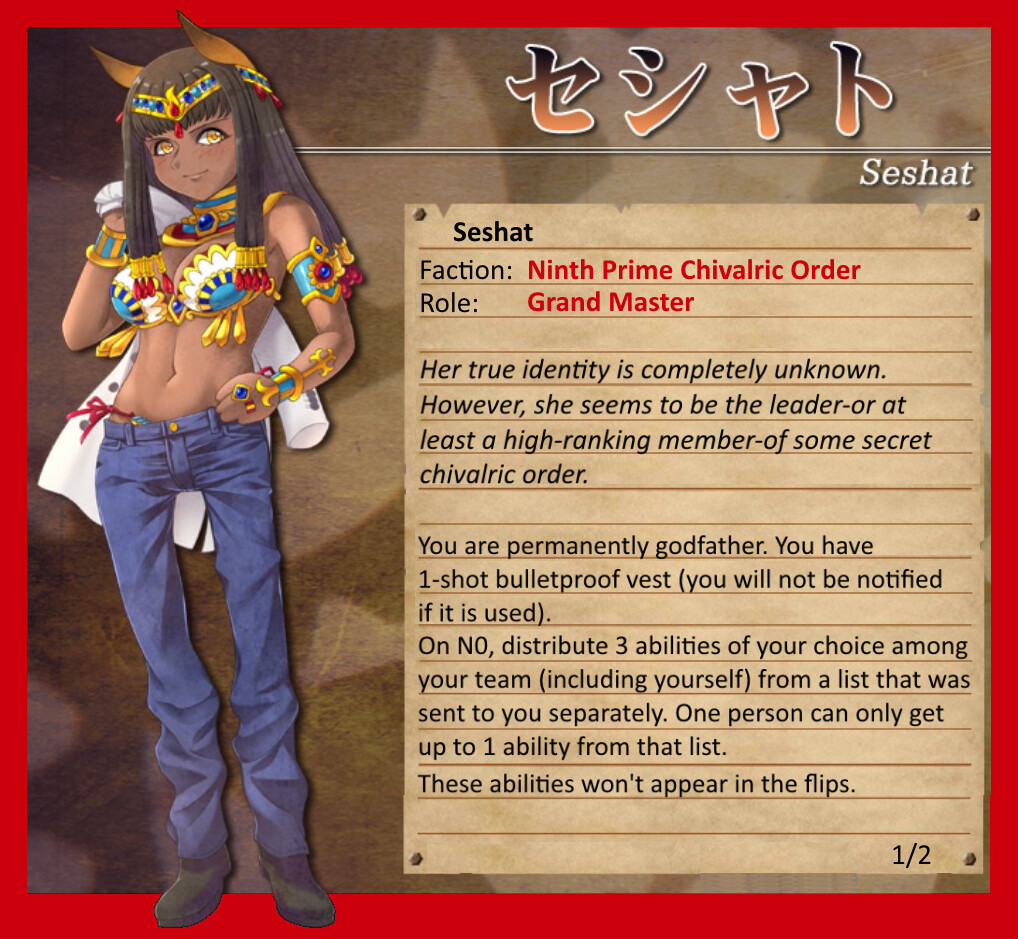 セシャト
Seshat
Seshat
Faction: Ninth Prime Chivalric Order
Role: Grand Master
Her true identity is completely unknown.
However, she seems to be the leader-or at
least a high-ranking member-of some secret
chivalric order.
You are permanently godfather. You have
1-shot bulletproof vest (you will not be notified
if it is used).
On N0, distribute 3 abilities of your choice among
your team (including yourself) from a list that was
sent to you separately. One person can only get
up to 1 ability from that list.
These abilities won't appear in the flips.
1/2